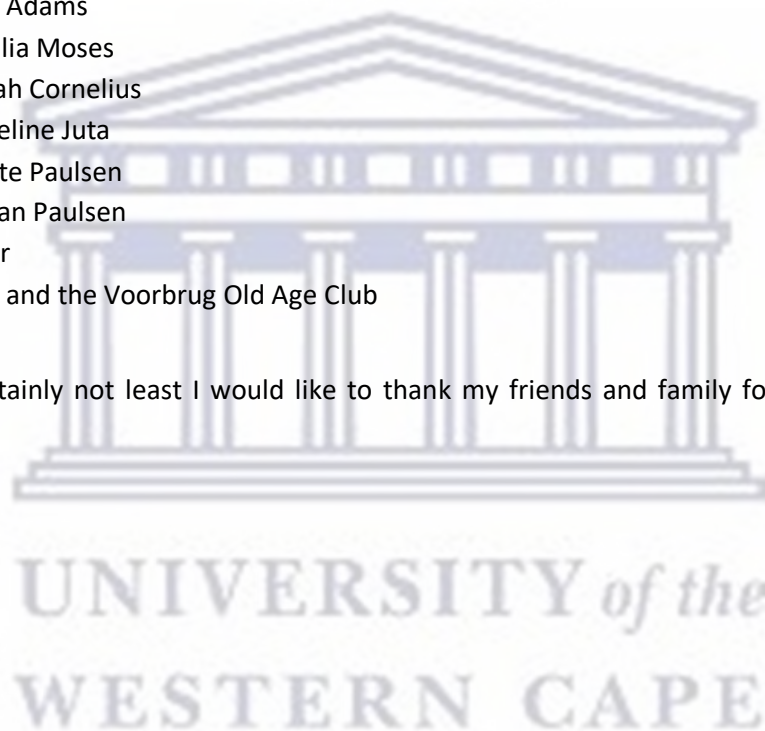 Adams
lia Moses
ah Cornelius
eline Juta
te Paulsen
an Paulsen
r
and the Voorbrug Old Age Club
tainly not least I would like to thank my friends and family fo
UNIVERSITY of the
WESTERN CAPE